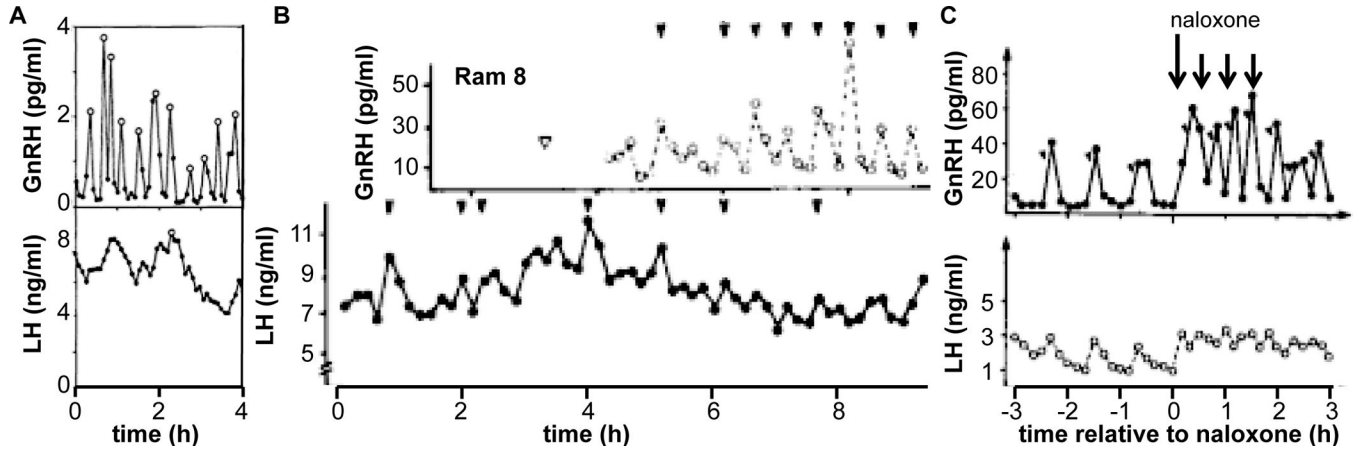 A
GnRH (pg/ml)
4
2
0
LH (ng/ml)
8
4
0
0 2 4
time (h)
B
Ram 8
GnRH (pg/ml)
50
30
10
LH (ng/ml)
11
9
7
5
0 2 4 6 8
time (h)
C
naloxone
GnRH (pg/ml)
80
60
40
20
LH (ng/ml)
5
3
1
-3 -2 -1 0 1 2 3
time relative to naloxone (h)